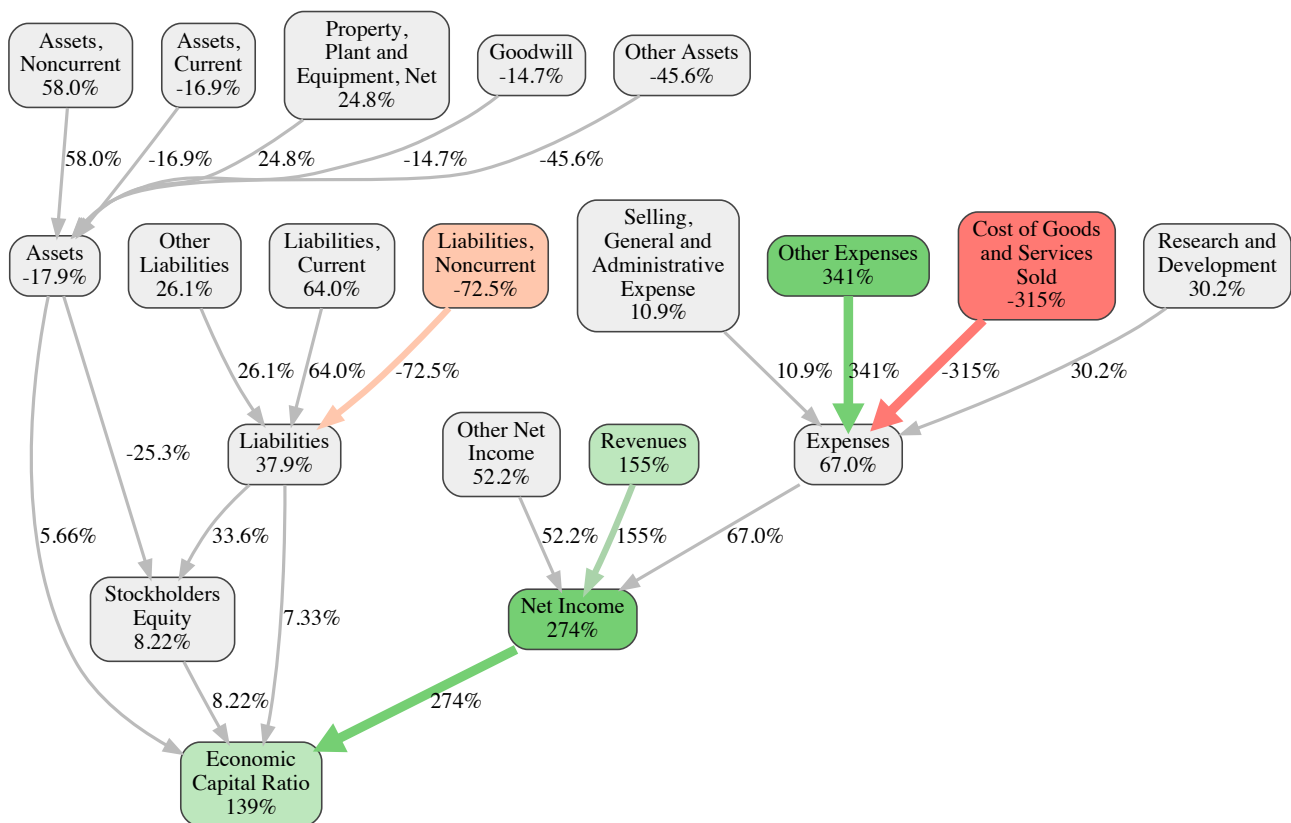 Assets,
Noncurrent
58.0%
Assets,
Current
-16.9%
Property,
Plant and
Equipment, Net
24.8%
Goodwill
-14.7%
Other Assets
-45.6%
58.0%
-16.9%
24.8%
-14.7%
-45.6%
Assets
-17.9%
Other
Liabilities
26.1%
Liabilities,
Current
64.0%
Liabilities,
Noncurrent
-72.5%
Selling,
General and
Administrative
Expense
10.9%
Other Expenses
341%
Cost of Goods
and Services
Sold
-315%
Research and
Development
30.2%
26.1%
64.0%
-72.5%
10.9%
341%
-315%
30.2%
-25.3%
Liabilities
37.9%
Other Net
Income
52.2%
Revenues
155%
Expenses
67.0%
5.66%
33.6%
52.2%
155%
67.0%
Stockholders
Equity
8.22%
7.33%
Net Income
274%
8.22%
274%
Economic
Capital Ratio
139%